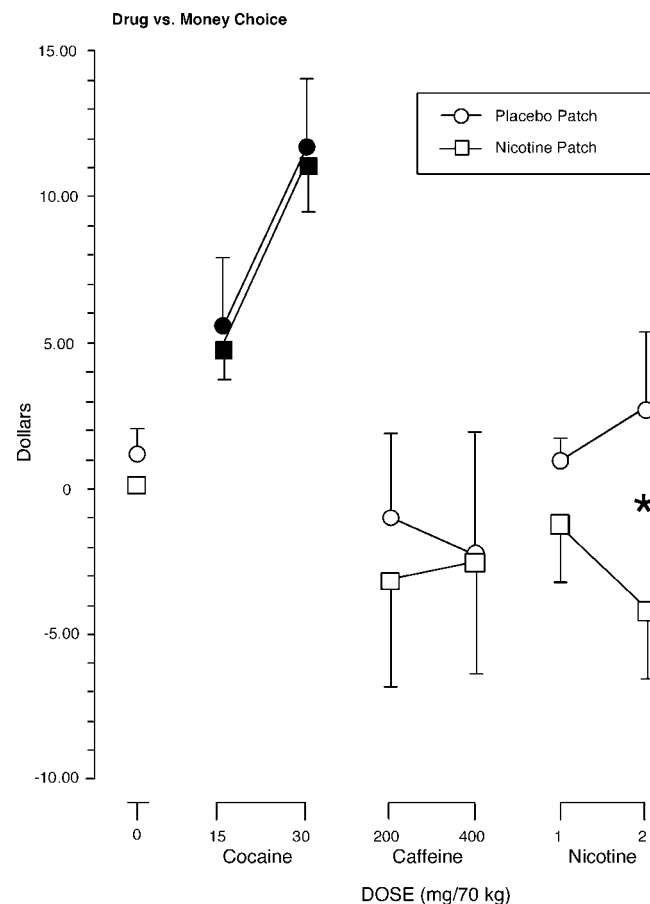 Drug vs. Money Choice
15.00
10.00
5.00
0
-5.00
-10.00
Dollars
Placebo Patch
Nicotine Patch
*
0 15 30 200 400 1 2
Cocaine Caffeine Nicotine
DOSE (mg/70 kg)